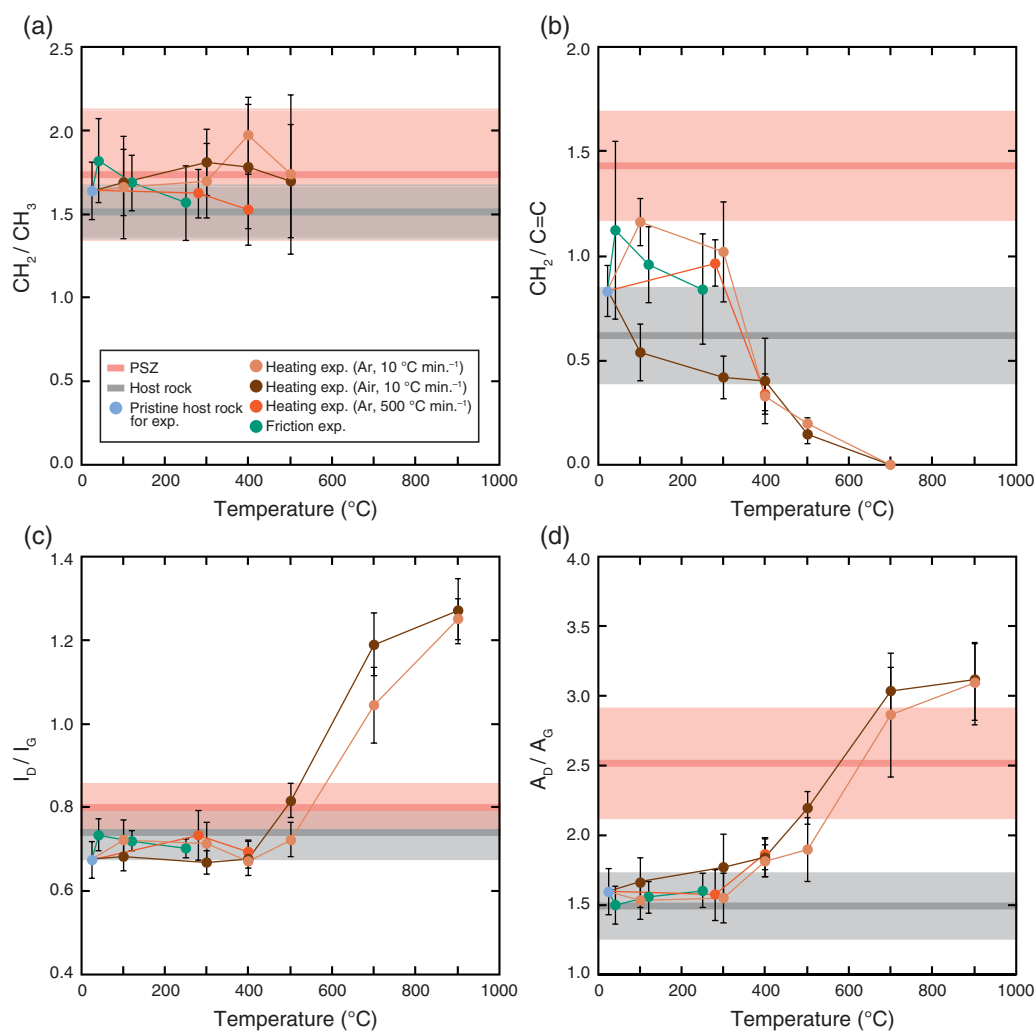 (a)
2.5
2.0
1.5
1.0
0.5
0.0
CH2 / CH3
PSZ
Host rock
Pristine host rock
for exp.
Heating exp. (Ar, 10 °C min.⁻¹)
Heating exp. (Air, 10 °C min.⁻¹)
Heating exp. (Ar, 500 °C min.⁻¹)
Friction exp.
0 200 400 600 800 1000
Temperature (°C)
(b)
2.0
1.5
1.0
0.5
0.0
CH2 / C=C
0 200 400 600 800 1000
Temperature (°C)
(c)
1.4
1.2
1.0
0.8
0.6
0.4
ID / IG
0 200 400 600 800 1000
Temperature (°C)
(d)
4.0
3.5
3.0
2.5
2.0
1.5
1.0
AD / AG
0 200 400 600 800 1000
Temperature (°C)